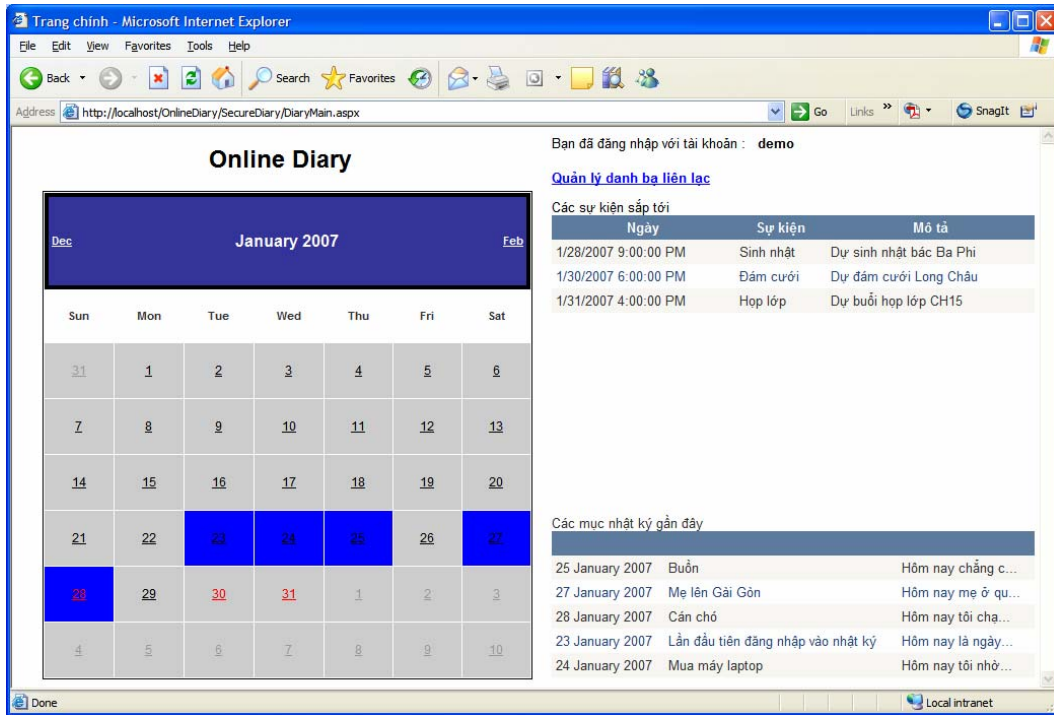 Trang chính - Microsoft Internet Explorer
File Edit View Favorites Tools Help
Back Search Favorites
Address http://localhost/OnlineDiary/SecureDiary/DiaryMain.aspx Go Links » SnagIt
Online Diary
Dec January 2007 Feb
Sun Mon Tue Wed Thu Fri Sat
31 1 2 3 4 5 6
7 8 9 10 11 12 13
14 15 16 17 18 19 20
21 22 23 24 25 26 27
28 29 30 31 1 2 3
4 5 6 7 8 9 10
Bạn đã đăng nhập với tài khoản : demo
Quản lý danh bạ liên lạc
Các sự kiện sắp tới
Ngày Sự kiện Mô tả
1/28/2007 9:00:00 PM Sinh nhật Dự sinh nhật bác Ba Phi
1/30/2007 6:00:00 PM Đám cưới Dự đám cưới Long Châu
1/31/2007 4:00:00 PM Họp lớp Dự buổi họp lớp CH15
Các mục nhật ký gần đây
25 January 2007 Buồn Hôm nay chẳng c...
27 January 2007 Mẹ lên Gài Gòn Hôm nay mẹ ở qu...
28 January 2007 Cán chó Hôm nay tôi chạ...
23 January 2007 Lần đầu tiên đăng nhập vào nhật ký Hôm nay là ngày...
24 January 2007 Mua máy laptop Hôm nay tôi nhờ...
Done Local intranet